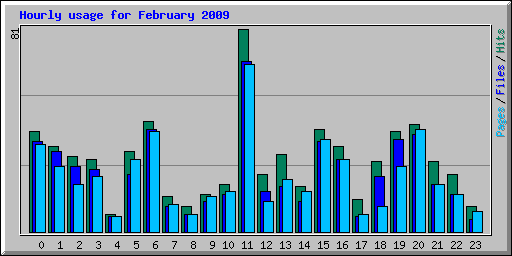 Hourly usage for February 2009
81
Pages/Files/Hits
0 1 2 3 4 5 6 7 8 9 10 11 12 13 14 15 16 17 18 19 20 21 22 23